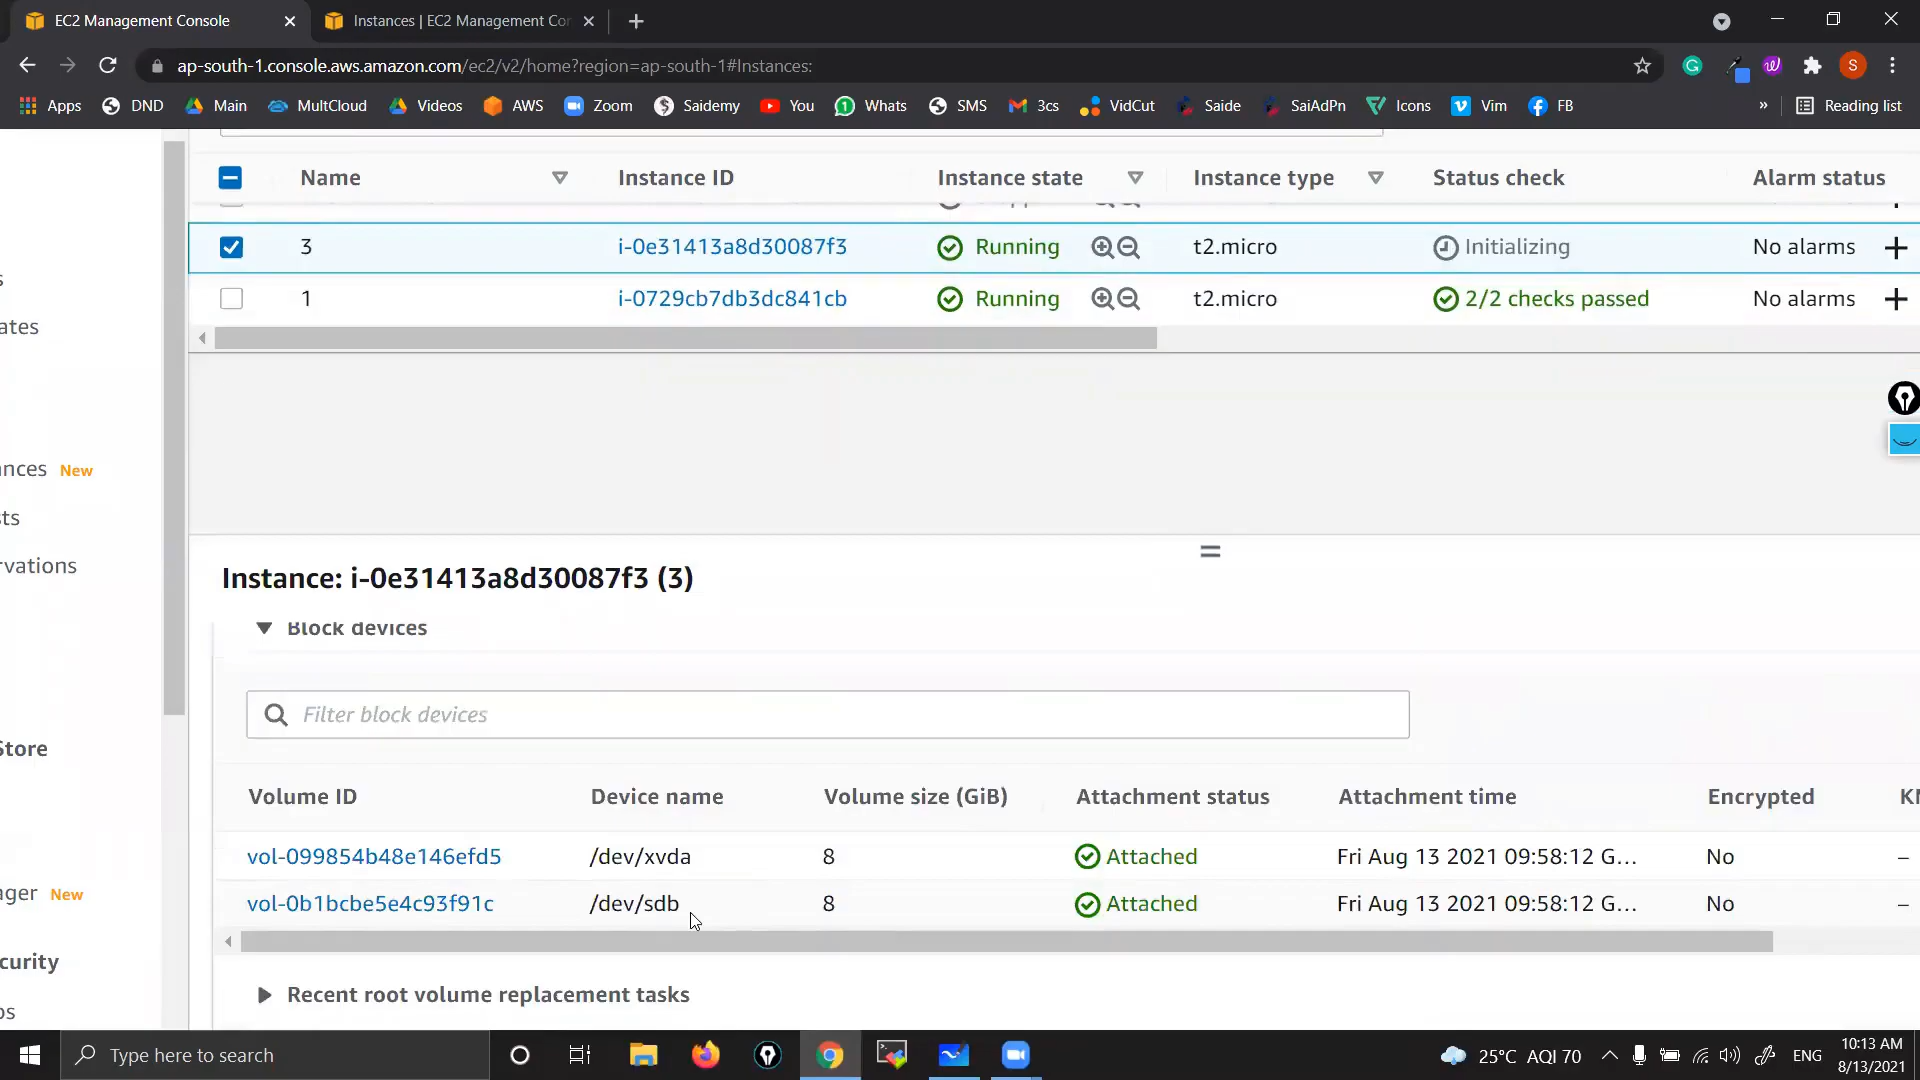 EC2 Management Console
Instances | EC2 Management Co
ap-south-1.console.aws.amazon.com/ec2/v2/home?region=ap-south-1#Instances:
S
Apps DND Main MultCloud Videos AWS Zoom Saidemy You Whats SMS 3cs VidCut Saide SaiAdPn Icons Vim FB » Reading list
Name Instance ID Instance state Instance type Status check Alarm status
3 i-0e31413a8d30087f3 Running t2.micro Initializing No alarms
1 i-0729cb7db3dc841cb Running t2.micro 2/2 checks passed No alarms
s
ates
nces New
ts
rvations
Store
ager New
curity
ps
Instance: i-0e31413a8d30087f3 (3)
Block devices
Filter block devices
Volume ID Device name Volume size (GiB) Attachment status Attachment time Encrypted
vol-099854b48e146efd5 /dev/xvda 8 Attached Fri Aug 13 2021 09:58:12 G... No –
vol-0b1bcbe5e4c93f91c /dev/sdb 8 Attached Fri Aug 13 2021 09:58:12 G... No –
Recent root volume replacement tasks
Type here to search
25°C AQI 70 ENG
10:13 AM
8/13/2021